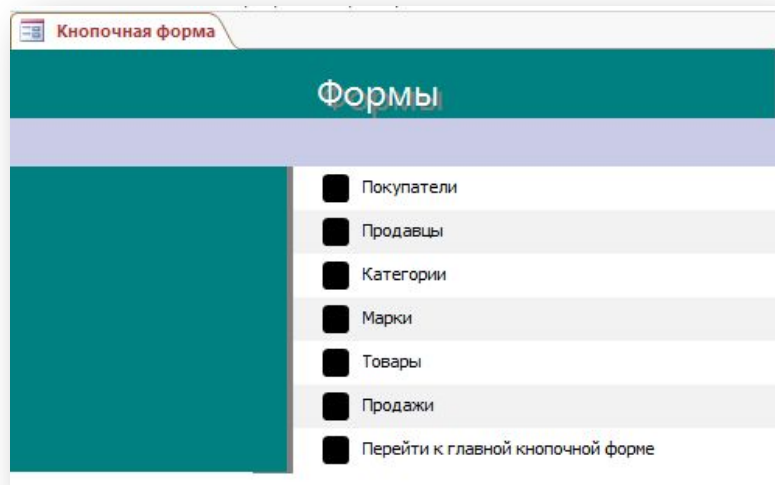 Кнопочная форма
Формы
Покупатели
Продавцы
Категории
Марки
Товары
Продажи
Перейти к главной кнопочной форме